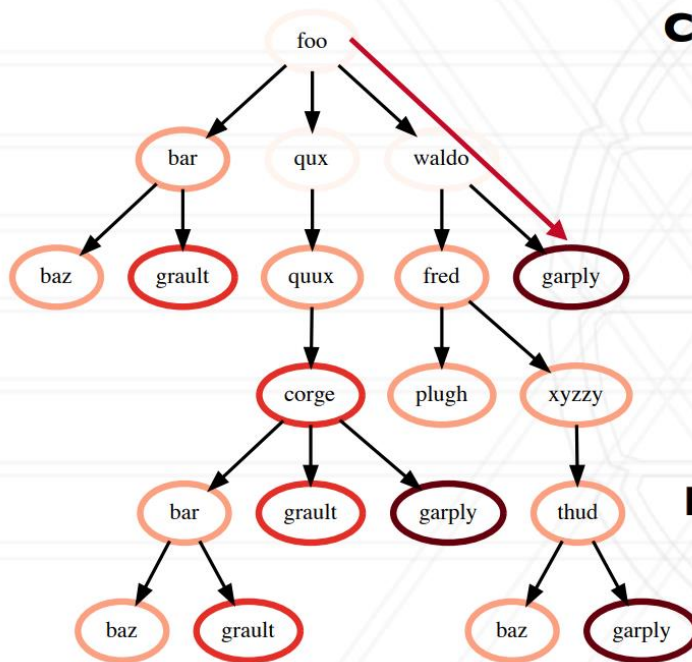 C
foo
bar qux waldo
baz grault quux fred garply
corge plugh xyzzy
bar grault garply thud
baz grault baz garply